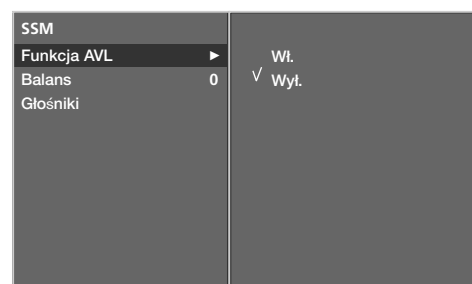 SSM
Funkcja AVL ►
Balans 0
Głośniki
Wł.
√ Wył.